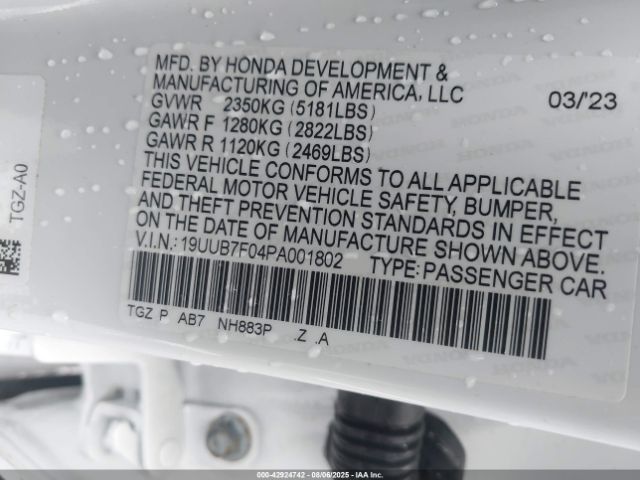 MFD. BY HONDA DEVELOPMENT &
MANUFACTURING OF AMERICA, LLC 03/'23
GVWR 2350KG (5181LBS)
GAWR F 1280KG (2822LBS)
GAWR R 1120KG (2469LBS)
THIS VEHICLE CONFORMS TO ALL APPLICABLE
FEDERAL MOTOR VEHICLE SAFETY, BUMPER,
AND THEFT PREVENTION STANDARDS IN EFFECT
ON THE DATE OF MANUFACTURE SHOWN ABOVE.
V.I.N.: 19UUB7F04PA001802 TYPE: PASSENGER CAR
TGZ P AB7 NH883P .Z .A
TGZ-A0
HONDA
000-42924742 - 08/06/2025 - IAA Inc.